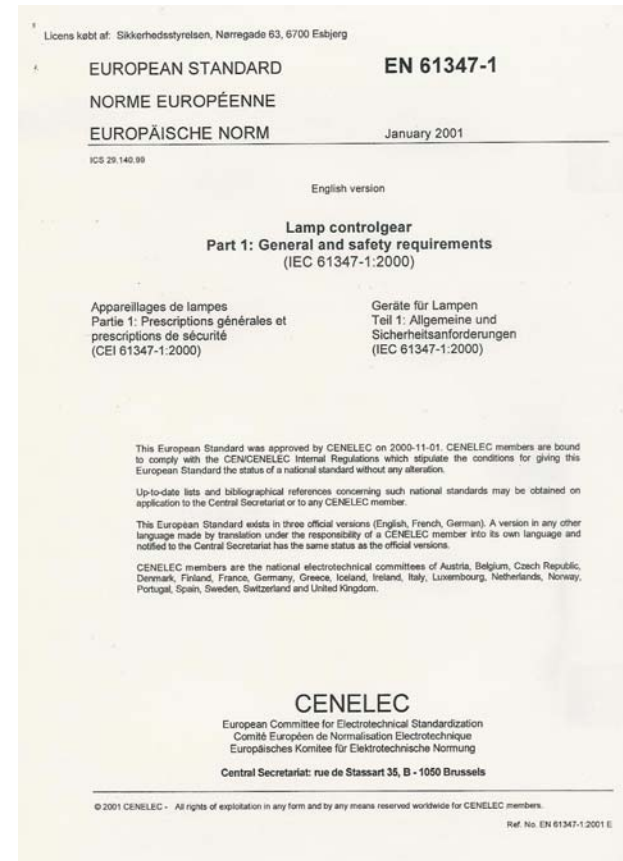 Licens købt af: Sikkerhedsstyrelsen, Nørregade 63, 6700 Esbjerg
EUROPEAN STANDARD
EN 61347-1
NORME EUROPÉENNE
EUROPÄISCHE NORM
January 2001
ICS 29.140.99
English version
Lamp controlgear
Part 1: General and safety requirements
(IEC 61347-1:2000)
Appareillages de lampes
Partie 1: Prescriptions générales et
prescriptions de sécurité
(CEI 61347-1:2000)
Geräte für Lampen
Teil 1: Allgemeine und
Sicherheitsanforderungen
(IEC 61347-1:2000)
This European Standard was approved by CENELEC on 2000-11-01. CENELEC members are bound
to comply with the CEN/CENELEC Internal Regulations which stipulate the conditions for giving this
European Standard the status of a national standard without any alteration.
Up-to-date lists and bibliographical references concerning such national standards may be obtained on
application to the Central Secretariat or to any CENELEC member.
This European Standard exists in three official versions (English, French, German). A version in any other
language made by translation under the responsibility of a CENELEC member into its own language and
notified to the Central Secretariat has the same status as the official versions.
CENELEC members are the national electrotechnical committees of Austria, Belgium, Czech Republic,
Denmark, Finland, France, Germany, Greece, Iceland, Ireland, Italy, Luxembourg, Netherlands, Norway,
Portugal, Spain, Sweden, Switzerland and United Kingdom.
CENELEC
European Committee for Electrotechnical Standardization
Comité Européen de Normalisation Electrotechnique
Europäisches Komitee für Elektrotechnische Normung
Central Secretariat: rue de Stassart 35, B - 1050 Brussels
© 2001 CENELEC - All rights of exploitation in any form and by any means reserved worldwide for CENELEC members.
Ref. No. EN 61347-1:2001 E